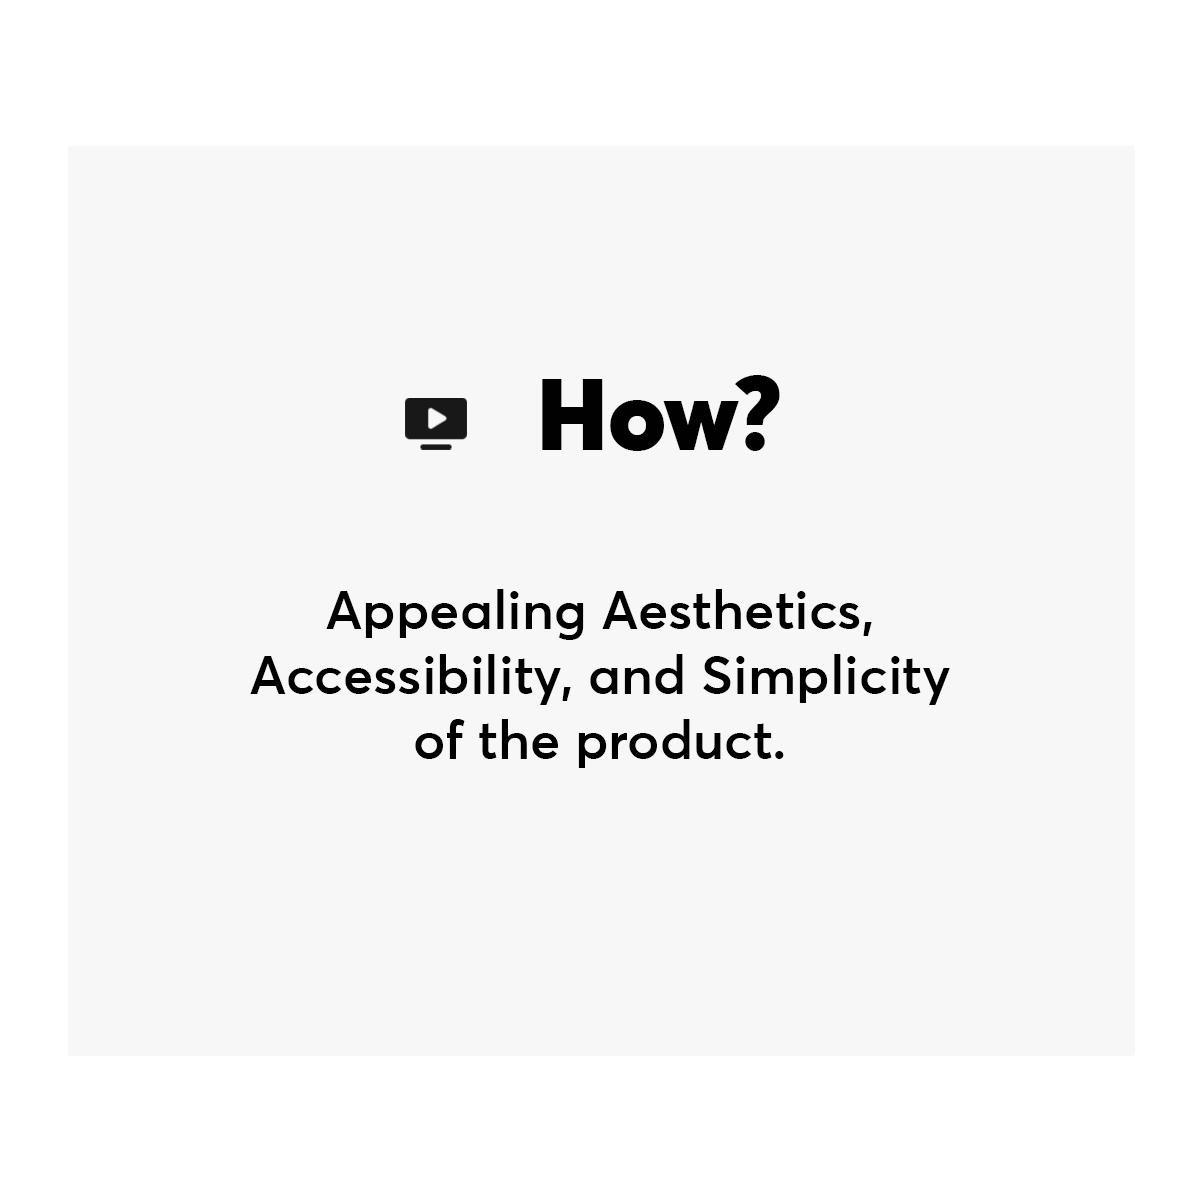 How?
Appealing Aesthetics,
Accessibility, and Simplicity
of the product.